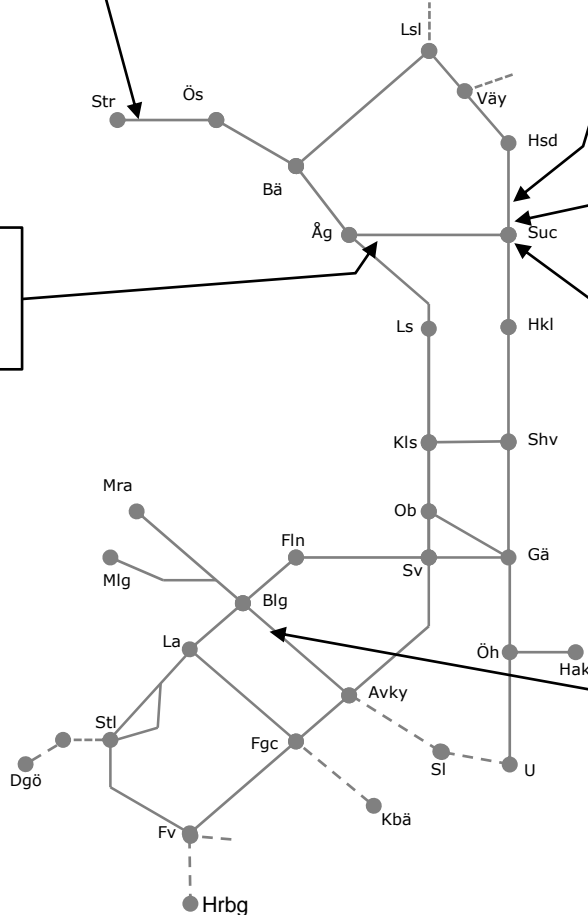 Lsl
Väy
Str
Ös
Hsd
Bä
Åg
Suc
Ls
Hkl
Kls
Shv
Mra
Ob
Fln
Gä
Mlg
Sv
Blg
La
Öh
Hak
Avky
Stl
Fgc
Sl
U
Dgö
Kbä
Fv
Hrbg